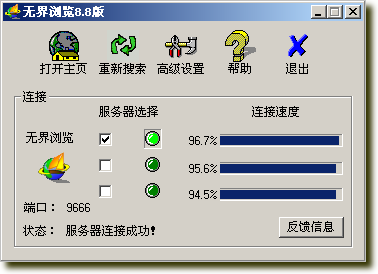 无界浏览8.8版
打开主页 重新搜索 高级设置 帮助 退出
连接
服务器选择 连接速度
无界浏览 96.7%
95.6%
94.5%
端口： 9666
状态： 服务器连接成功!
反馈信息